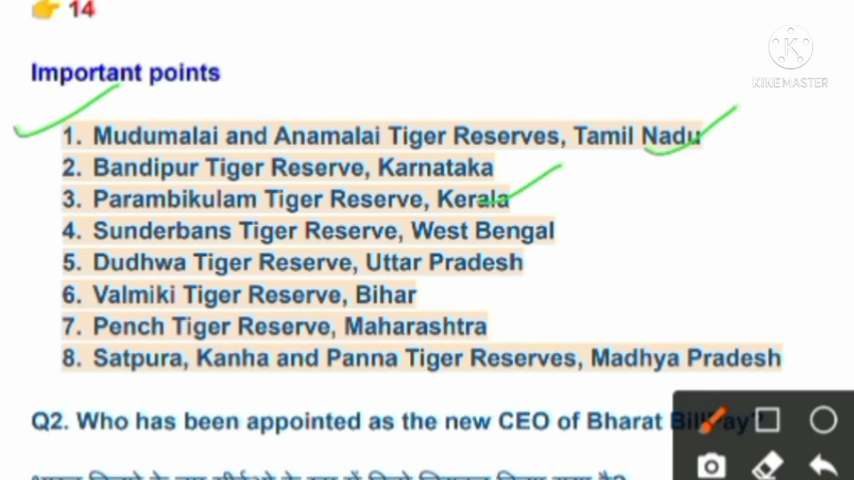 👉 14
KINEMASTER
Important points
1. Mudumalai and Anamalai Tiger Reserves, Tamil Nadu
2. Bandipur Tiger Reserve, Karnataka
3. Parambikulam Tiger Reserve, Kerala
4. Sunderbans Tiger Reserve, West Bengal
5. Dudhwa Tiger Reserve, Uttar Pradesh
6. Valmiki Tiger Reserve, Bihar
7. Pench Tiger Reserve, Maharashtra
8. Satpura, Kanha and Panna Tiger Reserves, Madhya Pradesh
Q2. Who has been appointed as the new CEO of Bharat BillPay?